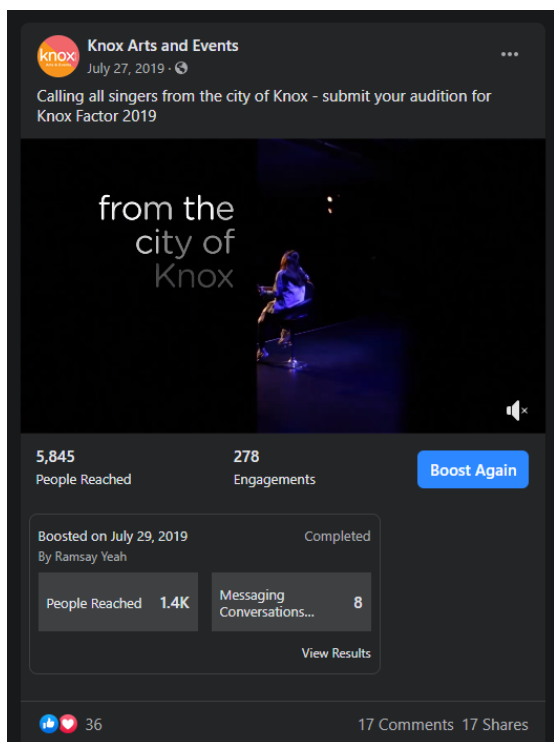 knox
Arts & Events
Knox Arts and Events
July 27, 2019 ·
Calling all singers from the city of Knox - submit your audition for
Knox Factor 2019
from the
city of
Knox
5,845
People Reached
278
Engagements
Boost Again
Boosted on July 29, 2019
Completed
By Ramsay Yeah
People Reached 1.4K
Messaging
Conversations... 8
View Results
36
17 Comments 17 Shares